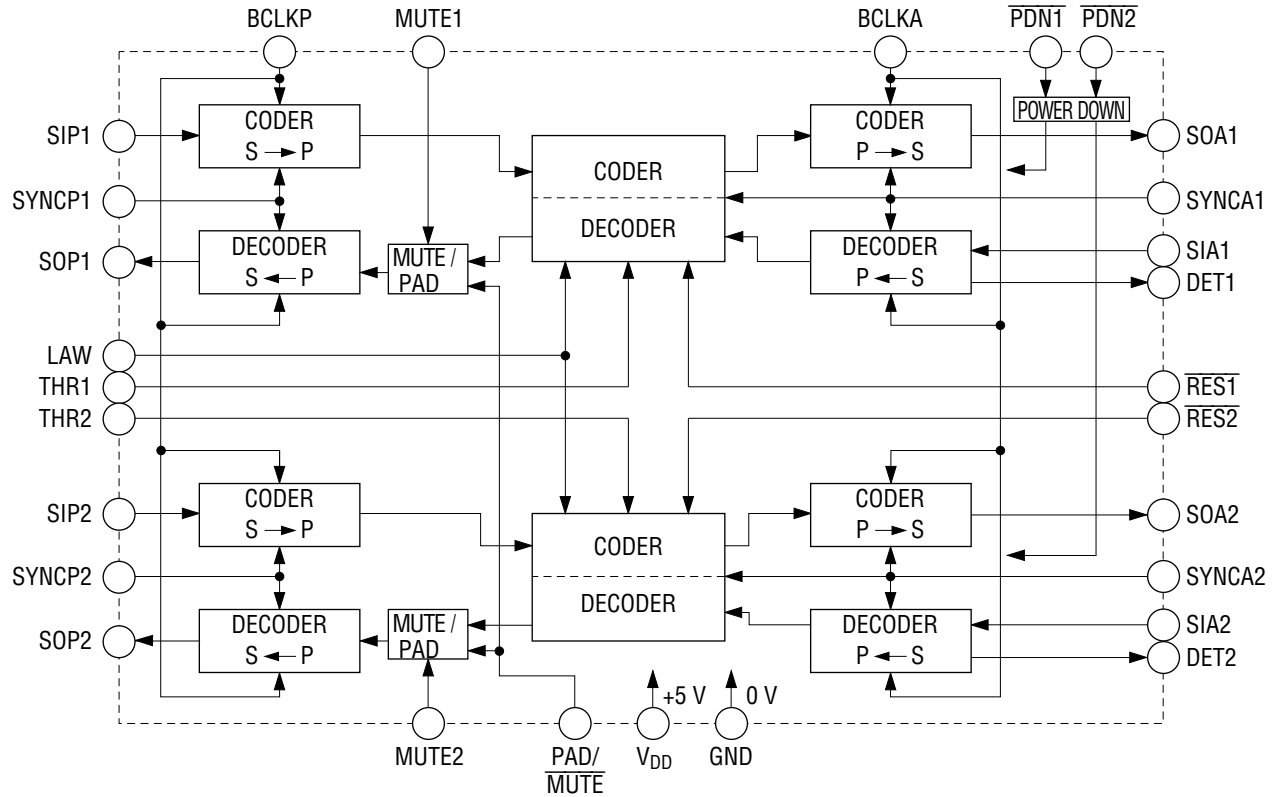 BCLKP
MUTE1
BCLKA
PDN1
PDN2
CODER
S → P
CODER
P → S
POWER DOWN
SIP1
SOA1
CODER
SYNCP1
SYNCA1
DECODER
DECODER
S ← P
MUTE /
PAD
DECODER
P ← S
SOP1
SIA1
DET1
LAW
THR1
RES1
THR2
RES2
CODER
S → P
CODER
P → S
SIP2
SOA2
CODER
SYNCP2
SYNCA2
DECODER
DECODER
S ← P
MUTE /
PAD
DECODER
P ← S
SOP2
SIA2
DET2
+5 V
0 V
MUTE2
PAD/
MUTE
VDD
GND